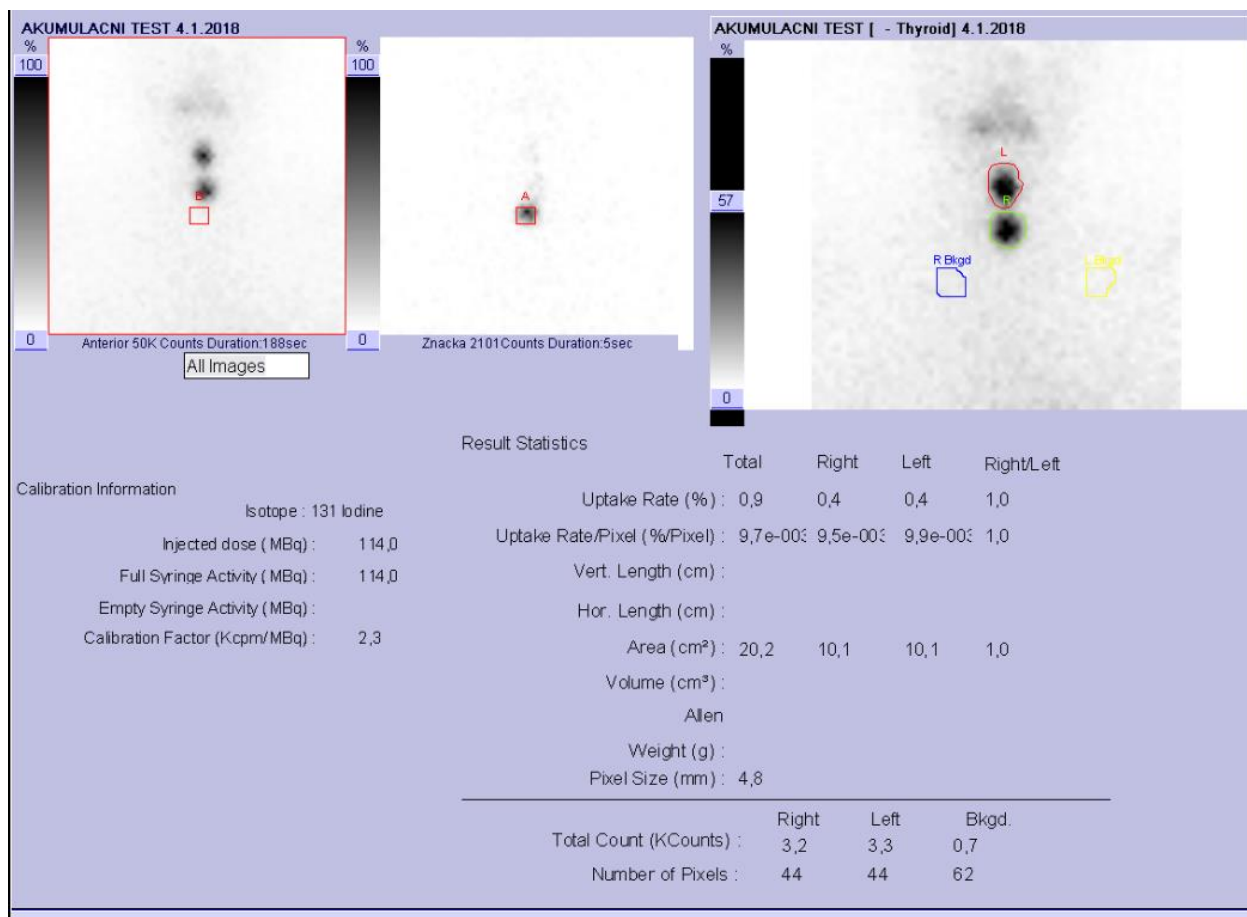 AKUMULACNI TEST 4.1.2018
%
%
100
100
B
A
0
0
Anterior 50K Counts Duration:188sec
Znacka 2101Counts Duration:5sec
All Images
AKUMULACNI TEST [ - Thyroid] 4.1.2018
%
57
0
L
R
R Bkgd
L Bkgd
Calibration Information
Isotope : 131 Iodine
Injected dose ( MBq) : 114,0
Full Syringe Activity ( MBq) : 114,0
Empty Syringe Activity ( MBq) :
Calibration Factor (Kcpm/MBq) : 2,3
Result Statistics
Total Right Left Right/Left
Uptake Rate (%) : 0,9 0,4 0,4 1,0
Uptake Rate/Pixel (%/Pixel) : 9,7e-003 9,5e-003 9,9e-003 1,0
Vert. Length (cm) :
Hor. Length (cm) :
Area (cm²) : 20,2 10,1 10,1 1,0
Volume (cm³) :
Allen
Weight (g) :
Pixel Size (mm) : 4,8
Right Left Bkgd.
Total Count (KCounts) : 3,2 3,3 0,7
Number of Pixels : 44 44 62